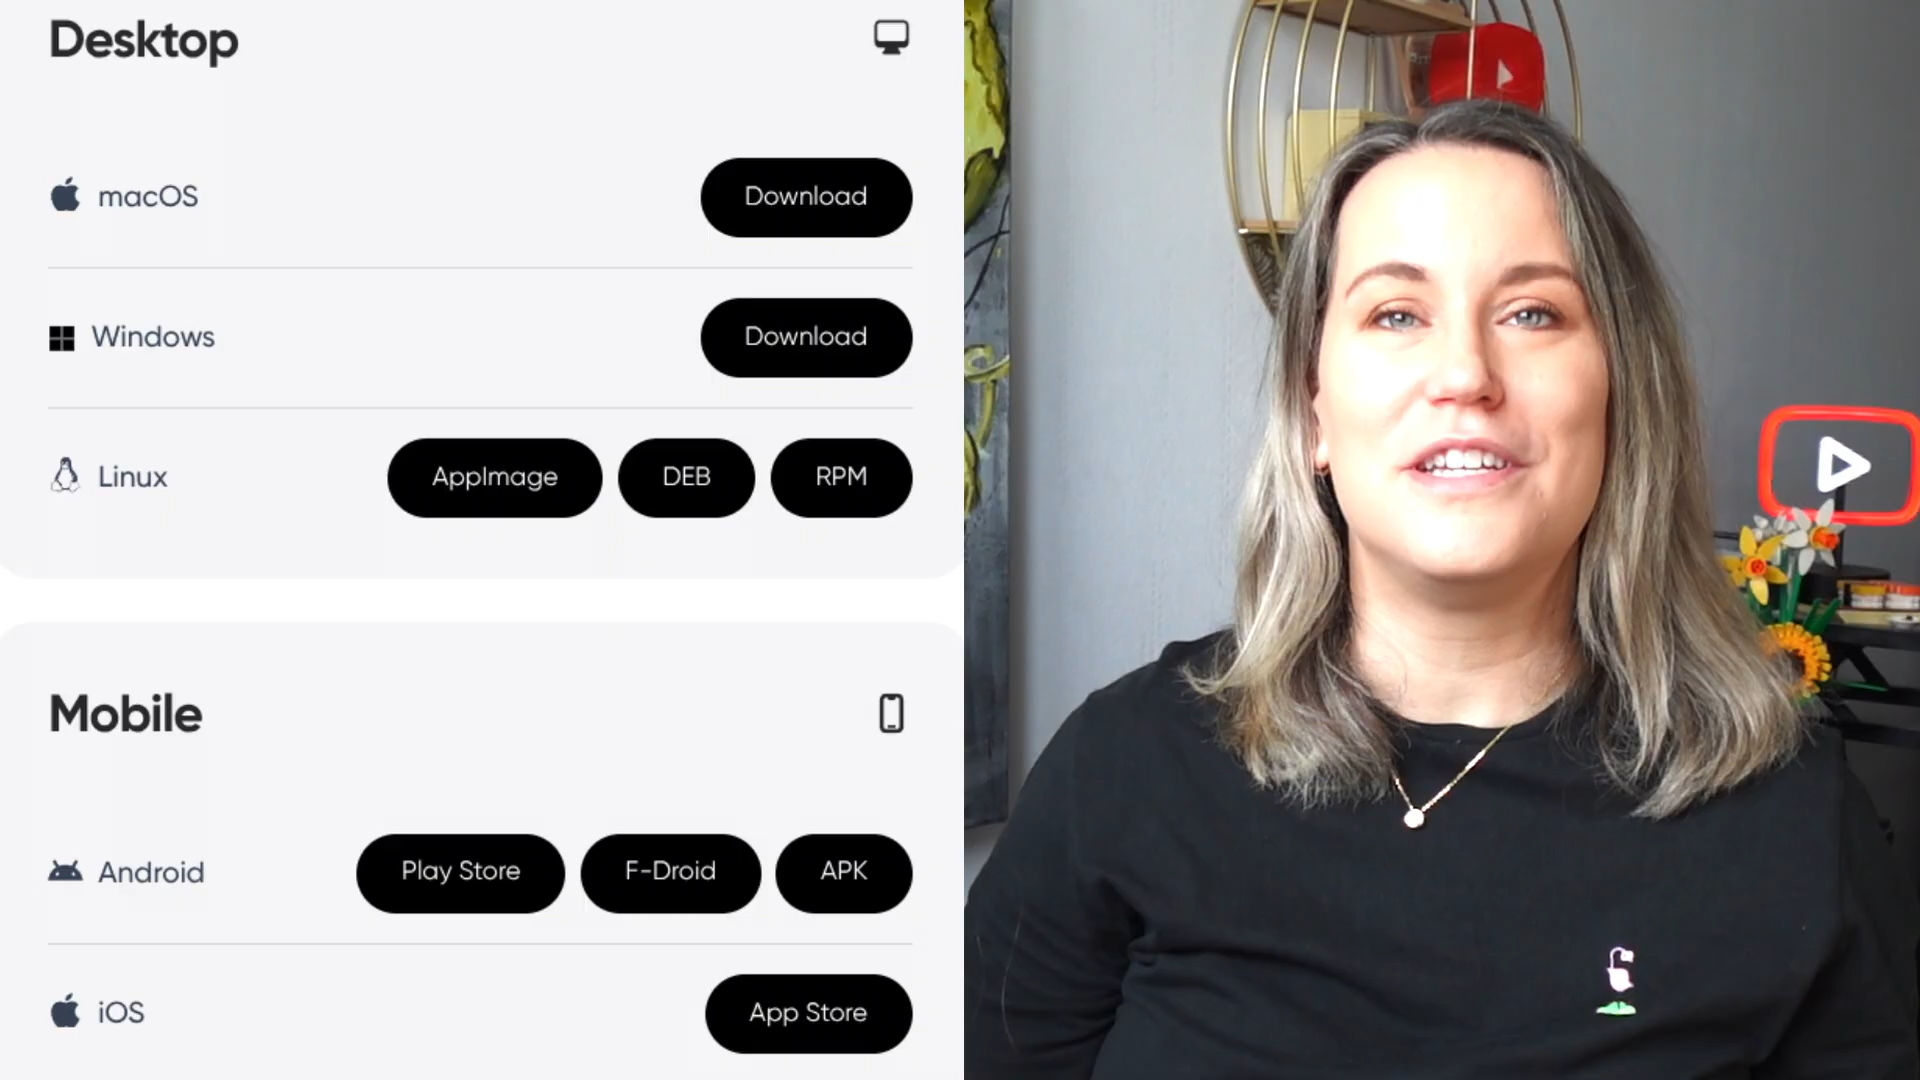 Desktop
macOS Download
Windows Download
Linux AppImage DEB RPM
Mobile
Android Play Store F-Droid APK
iOS App Store